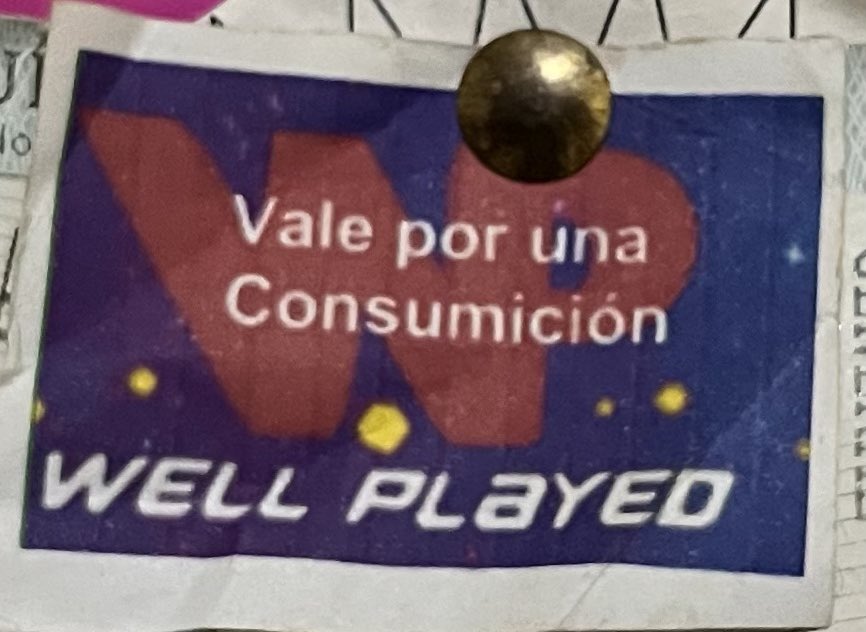 WP
Vale por una
Consumición
WELL PLaYED